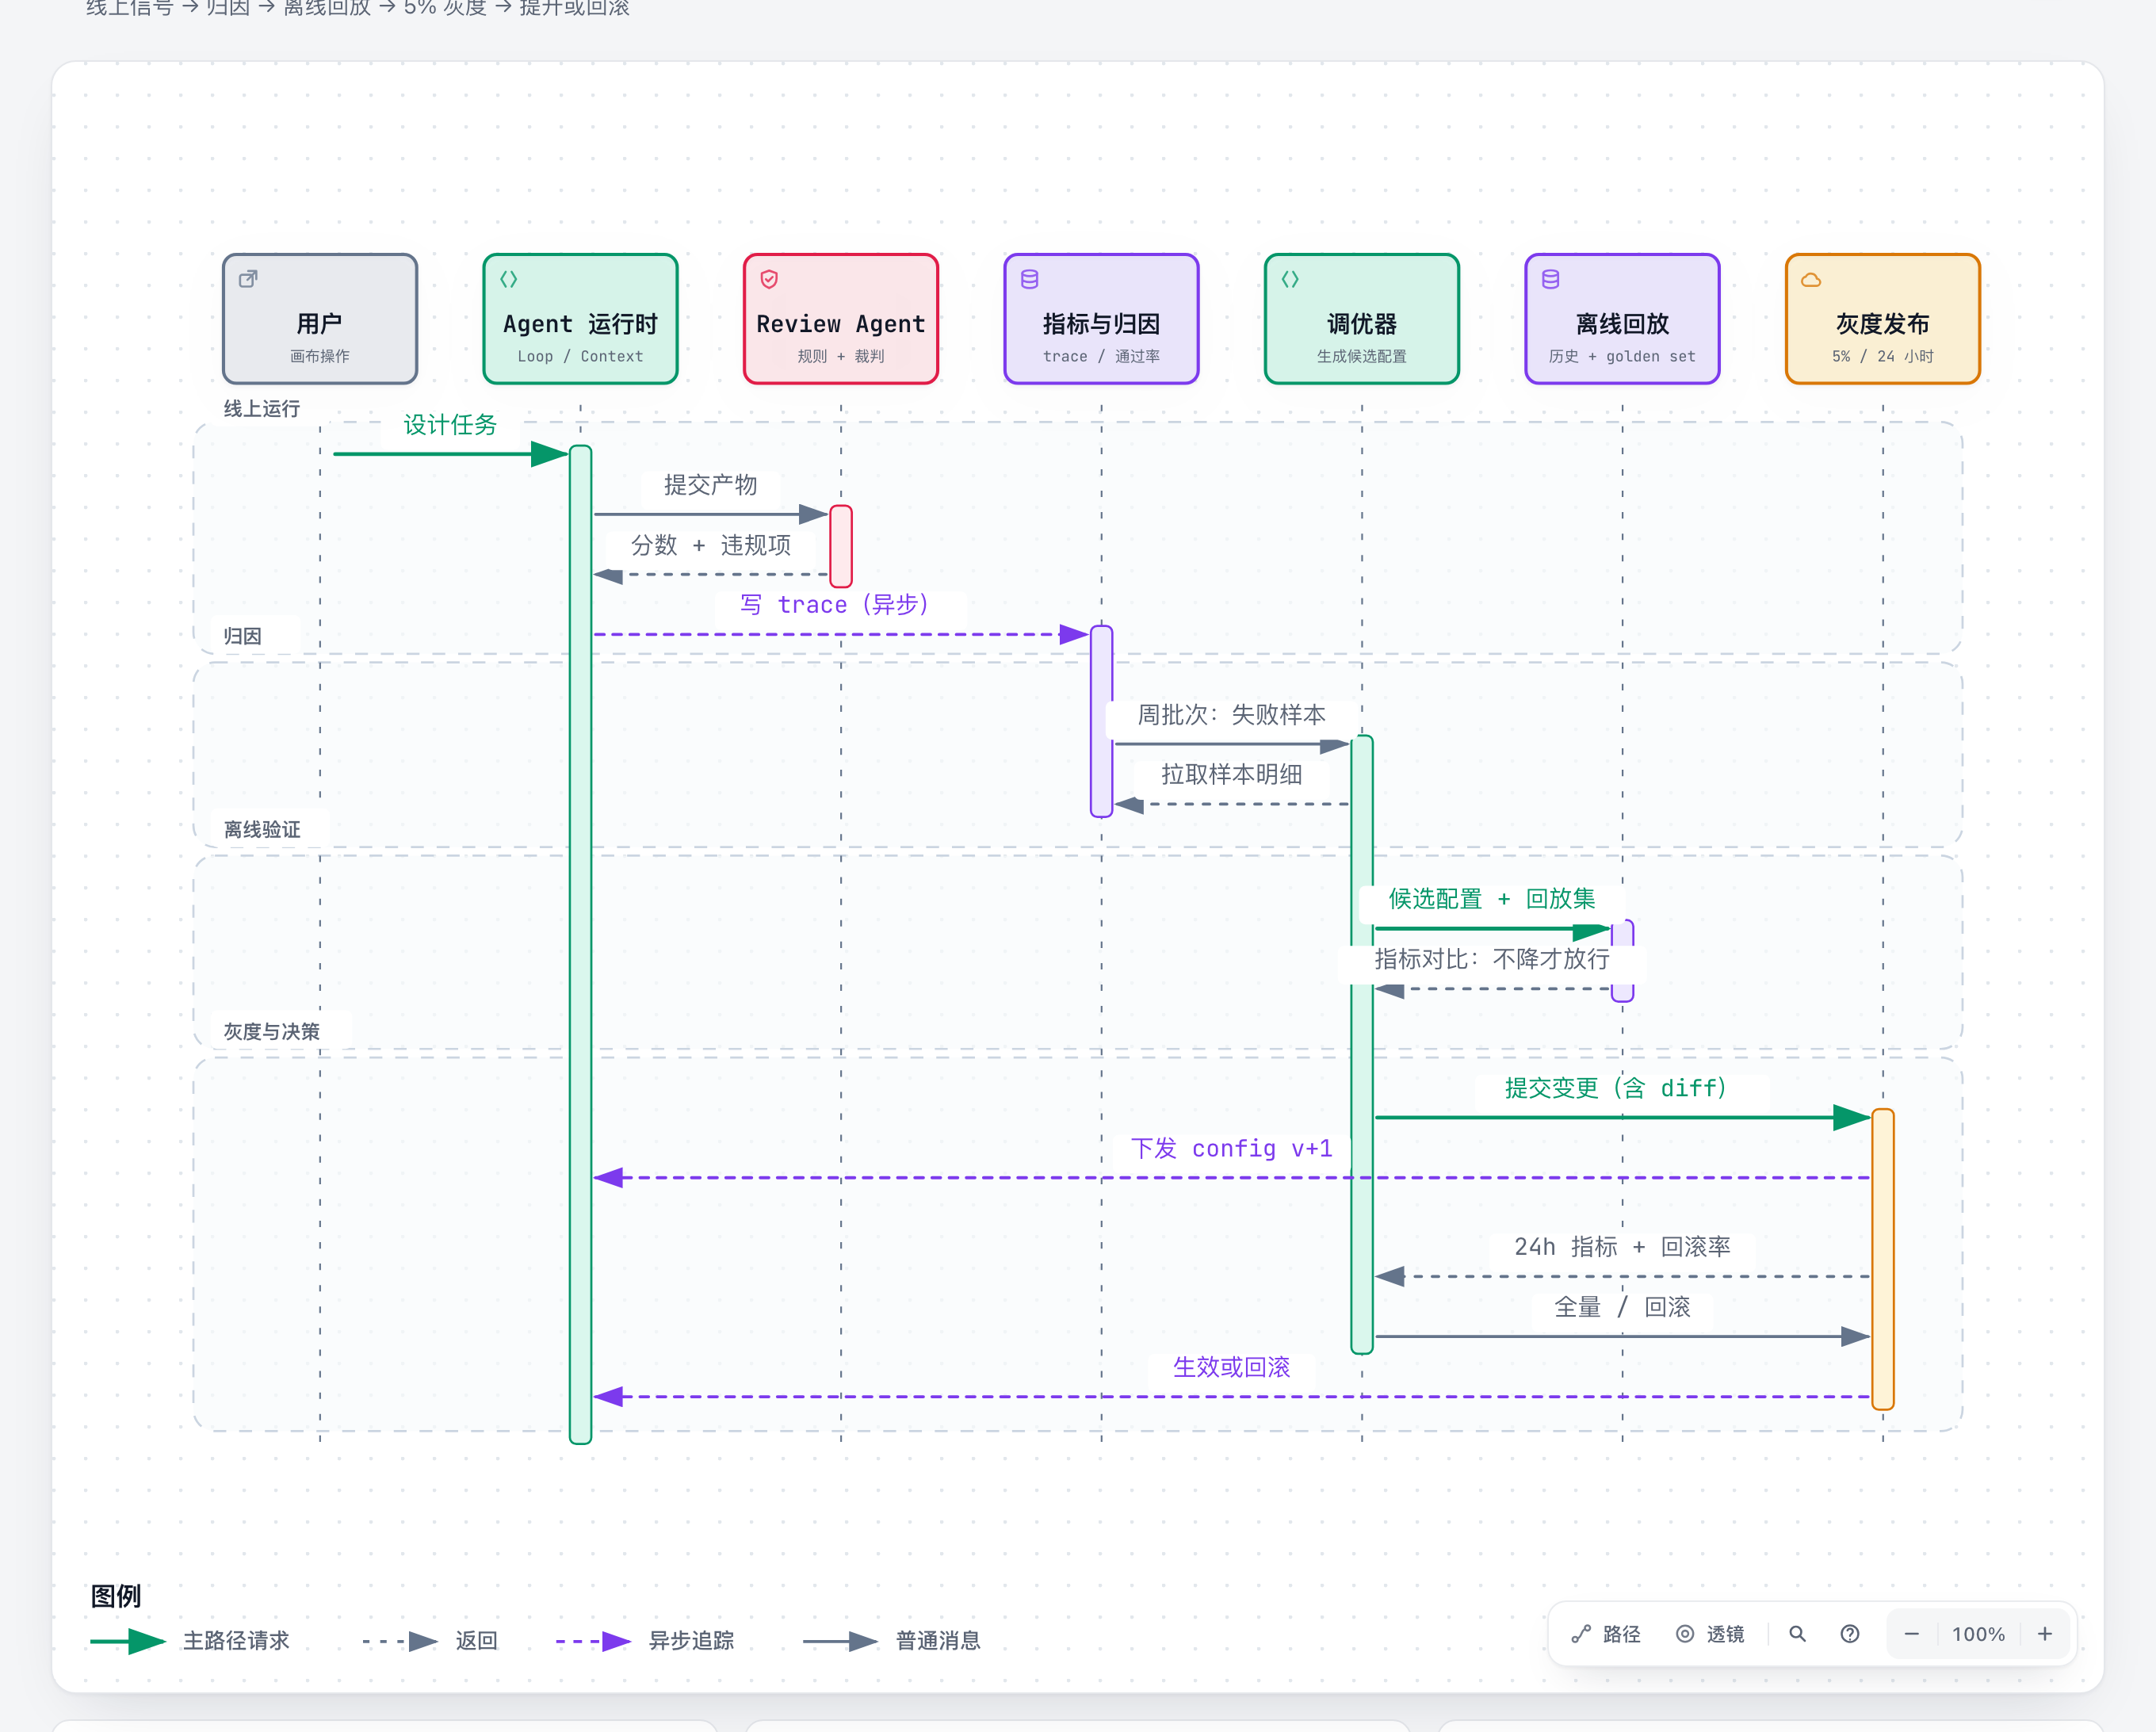 线上信号 → 归因 → 离线回放 → 5% 灰度 → 提升或回滚
用户
画布操作
Agent 运行时
Loop / Context
Review Agent
规则 + 裁判
指标与归因
trace / 通过率
调优器
生成候选配置
离线回放
历史 + golden set
灰度发布
5% / 24 小时
线上运行
设计任务
提交产物
分数 + 违规项
写 trace（异步）
归因
周批次：失败样本
拉取样本明细
离线验证
候选配置 + 回放集
指标对比：不降才放行
灰度与决策
提交变更（含 diff）
下发 config v+1
24h 指标 + 回滚率
全量 / 回滚
生效或回滚
图例
主路径请求
返回
异步追踪
普通消息
路径
透镜
100%